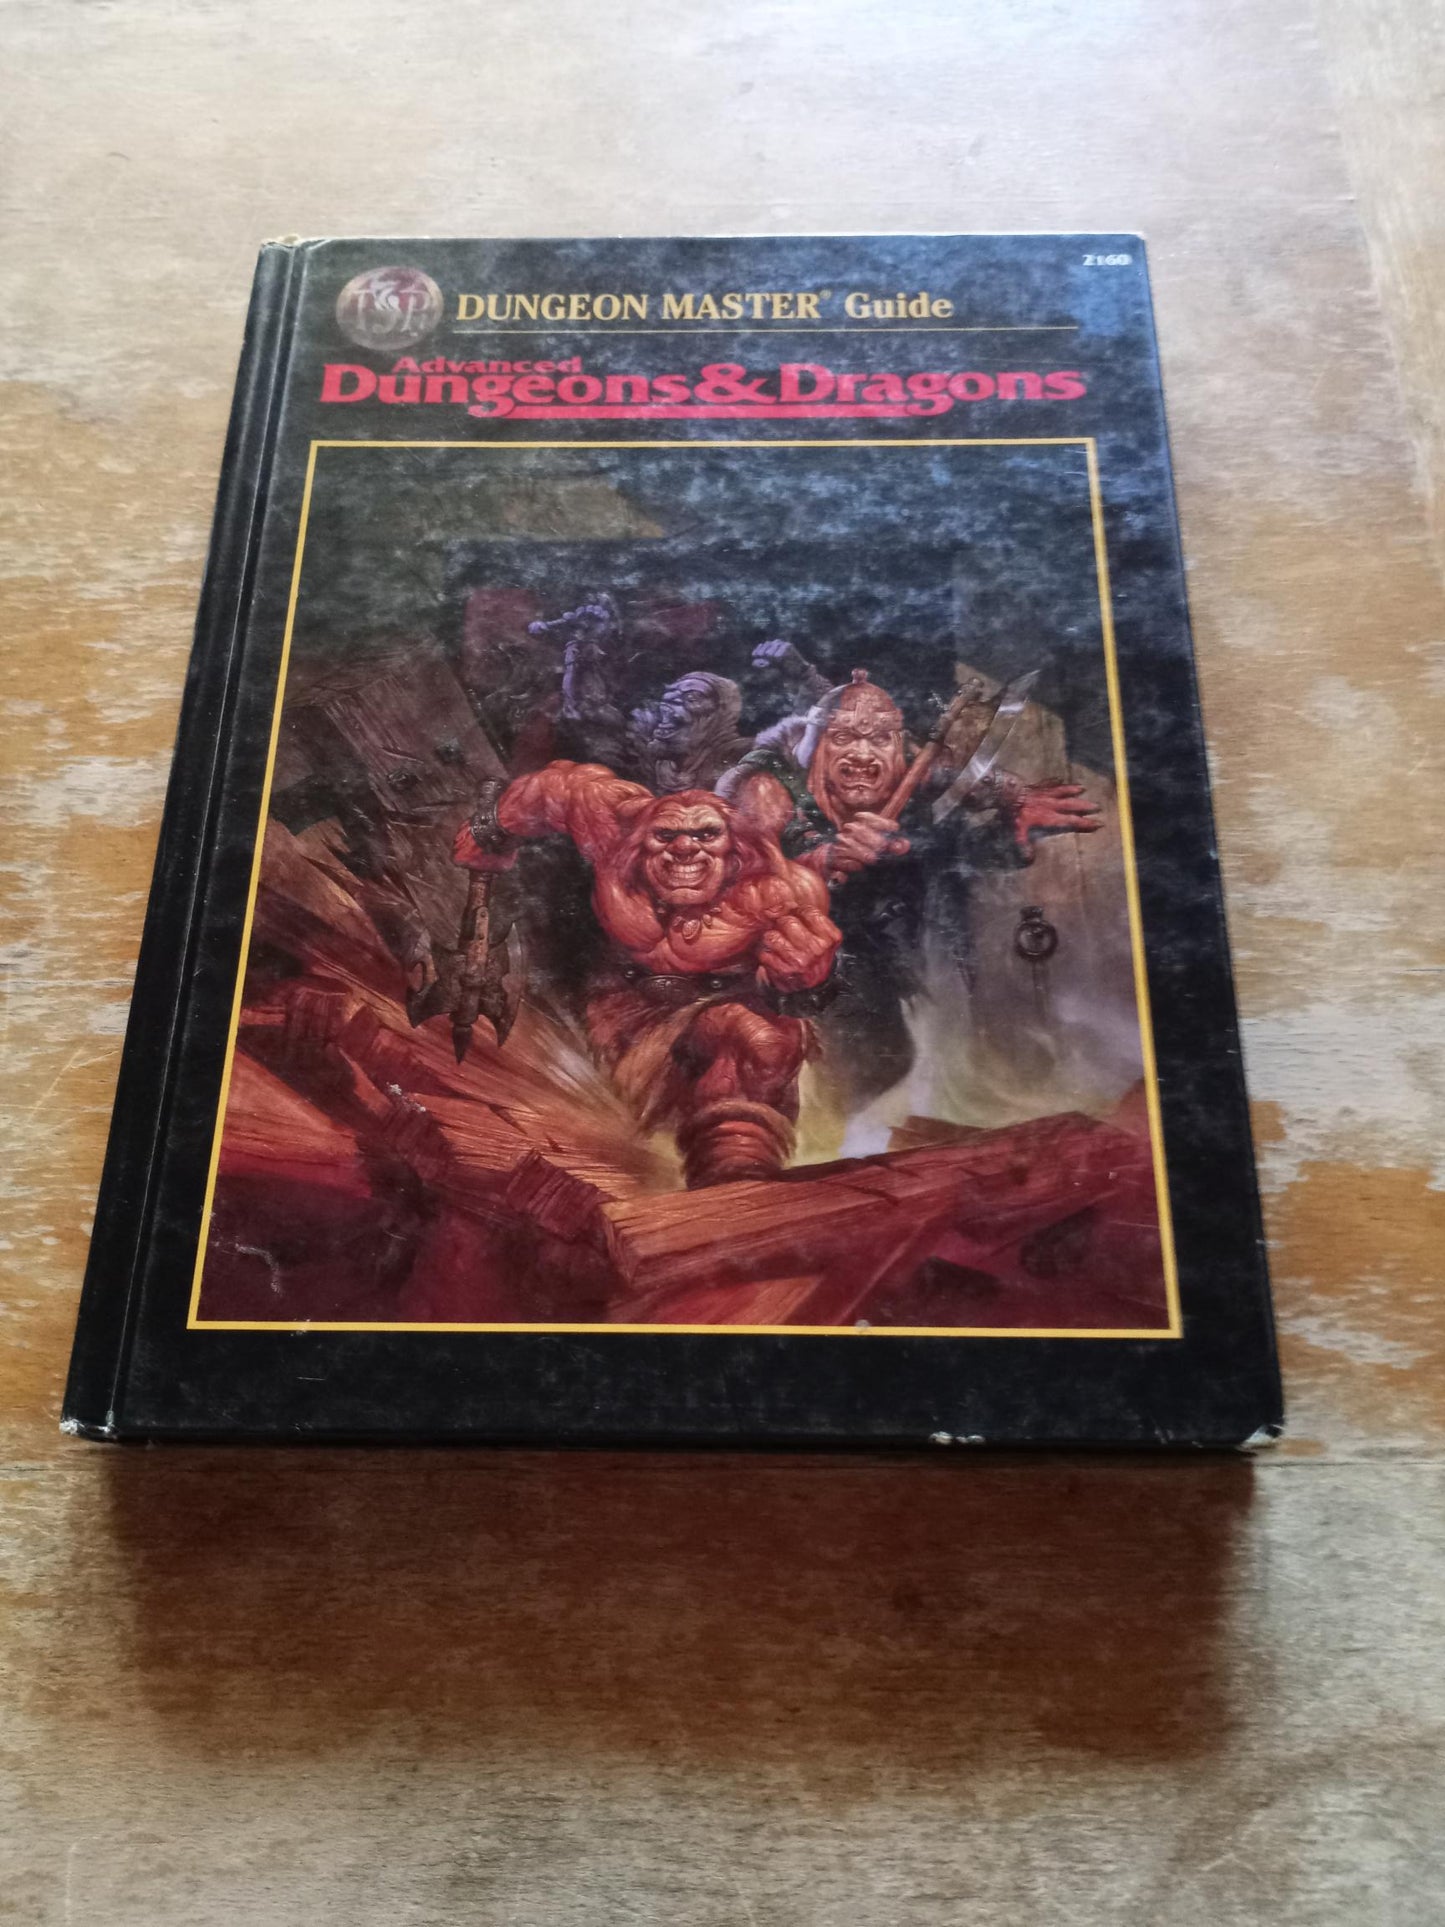 2160
TSR
DUNGEON MASTER® Guide
Advanced
Dungeons & Dragons